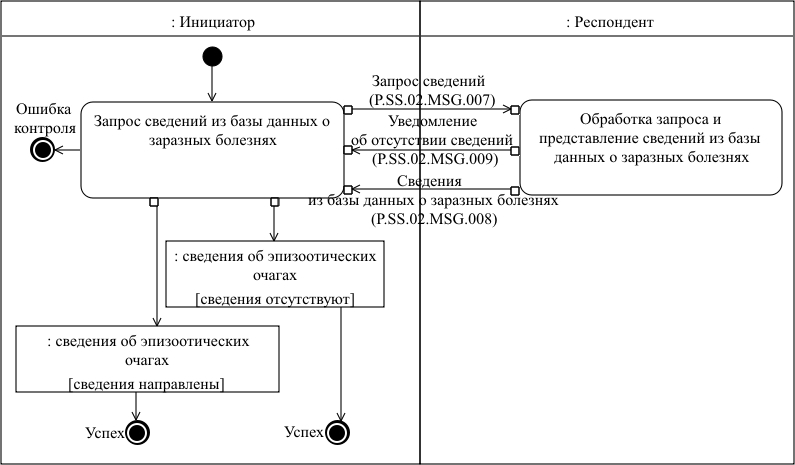 : Инициатор
: Респондент
Ошибка
контроля
Запрос сведений из базы данных о
заразных болезнях
Запрос сведений
(P.SS.02.MSG.007)
Уведомление
об отсутствии сведений
(P.SS.02.MSG.009)
Сведения
из базы данных о заразных болезнях
(P.SS.02.MSG.008)
Обработка запроса и
представление сведений из базы
данных о заразных болезнях
: сведения об эпизоотических
очагах
[сведения отсутствуют]
: сведения об эпизоотических
очагах
[сведения направлены]
Успех
Успех